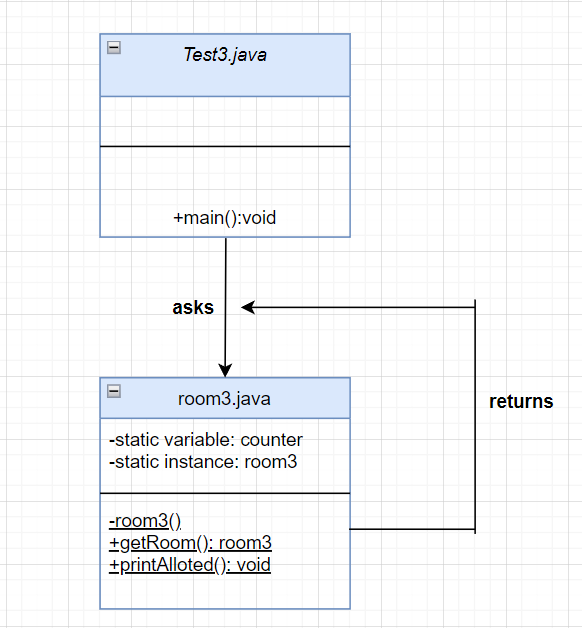 Test3.java
+main():void
asks
returns
room3.java
-static variable: counter
-static instance: room3
-room3()
+getRoom(): room3
+printAlloted(): void